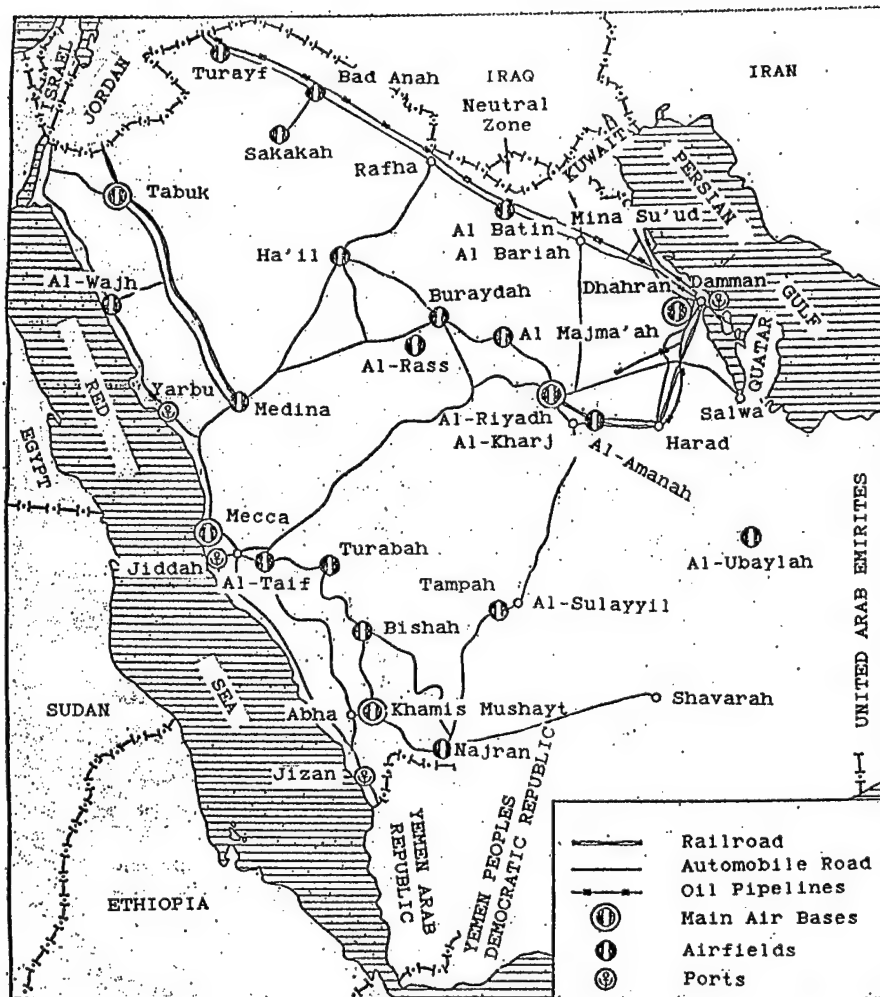 ISRAEL
JORDAN
Turayf
Bad Anah
IRAQ
IRAN
Neutral
Zone
Sakakah
KUWAIT
Rafha
PERSIAN
GULF
Tabuk
Mina Su'ud
Al Batin
Al Bariah
Ha'il
Damman
Dhahran
Al-Wajh
Buraydah
Al Majma'ah
QUATAR
Al-Rass
RED
SEA
Yarbu
Medina
Salwa
Al-Riyadh
Al-Kharj
Harad
Al-Amanah
EGYPT
Mecca
Al-Ubaylah
Jiddah
Al-Taif
Turabah
Tampah
Al-Sulayyil
UNITED ARAB EMIRITES
Bishah
Shavarah
SUDAN
Abha
Khamis Mushayt
Najran
Jizan
YEMEN ARAB
REPUBLIC
YEMEN PEOPLES
DEMOCRATIC REPUBLIC
ETHIOPIA
Railroad
Automobile Road
Oil Pipelines
Main Air Bases
Airfields
Ports